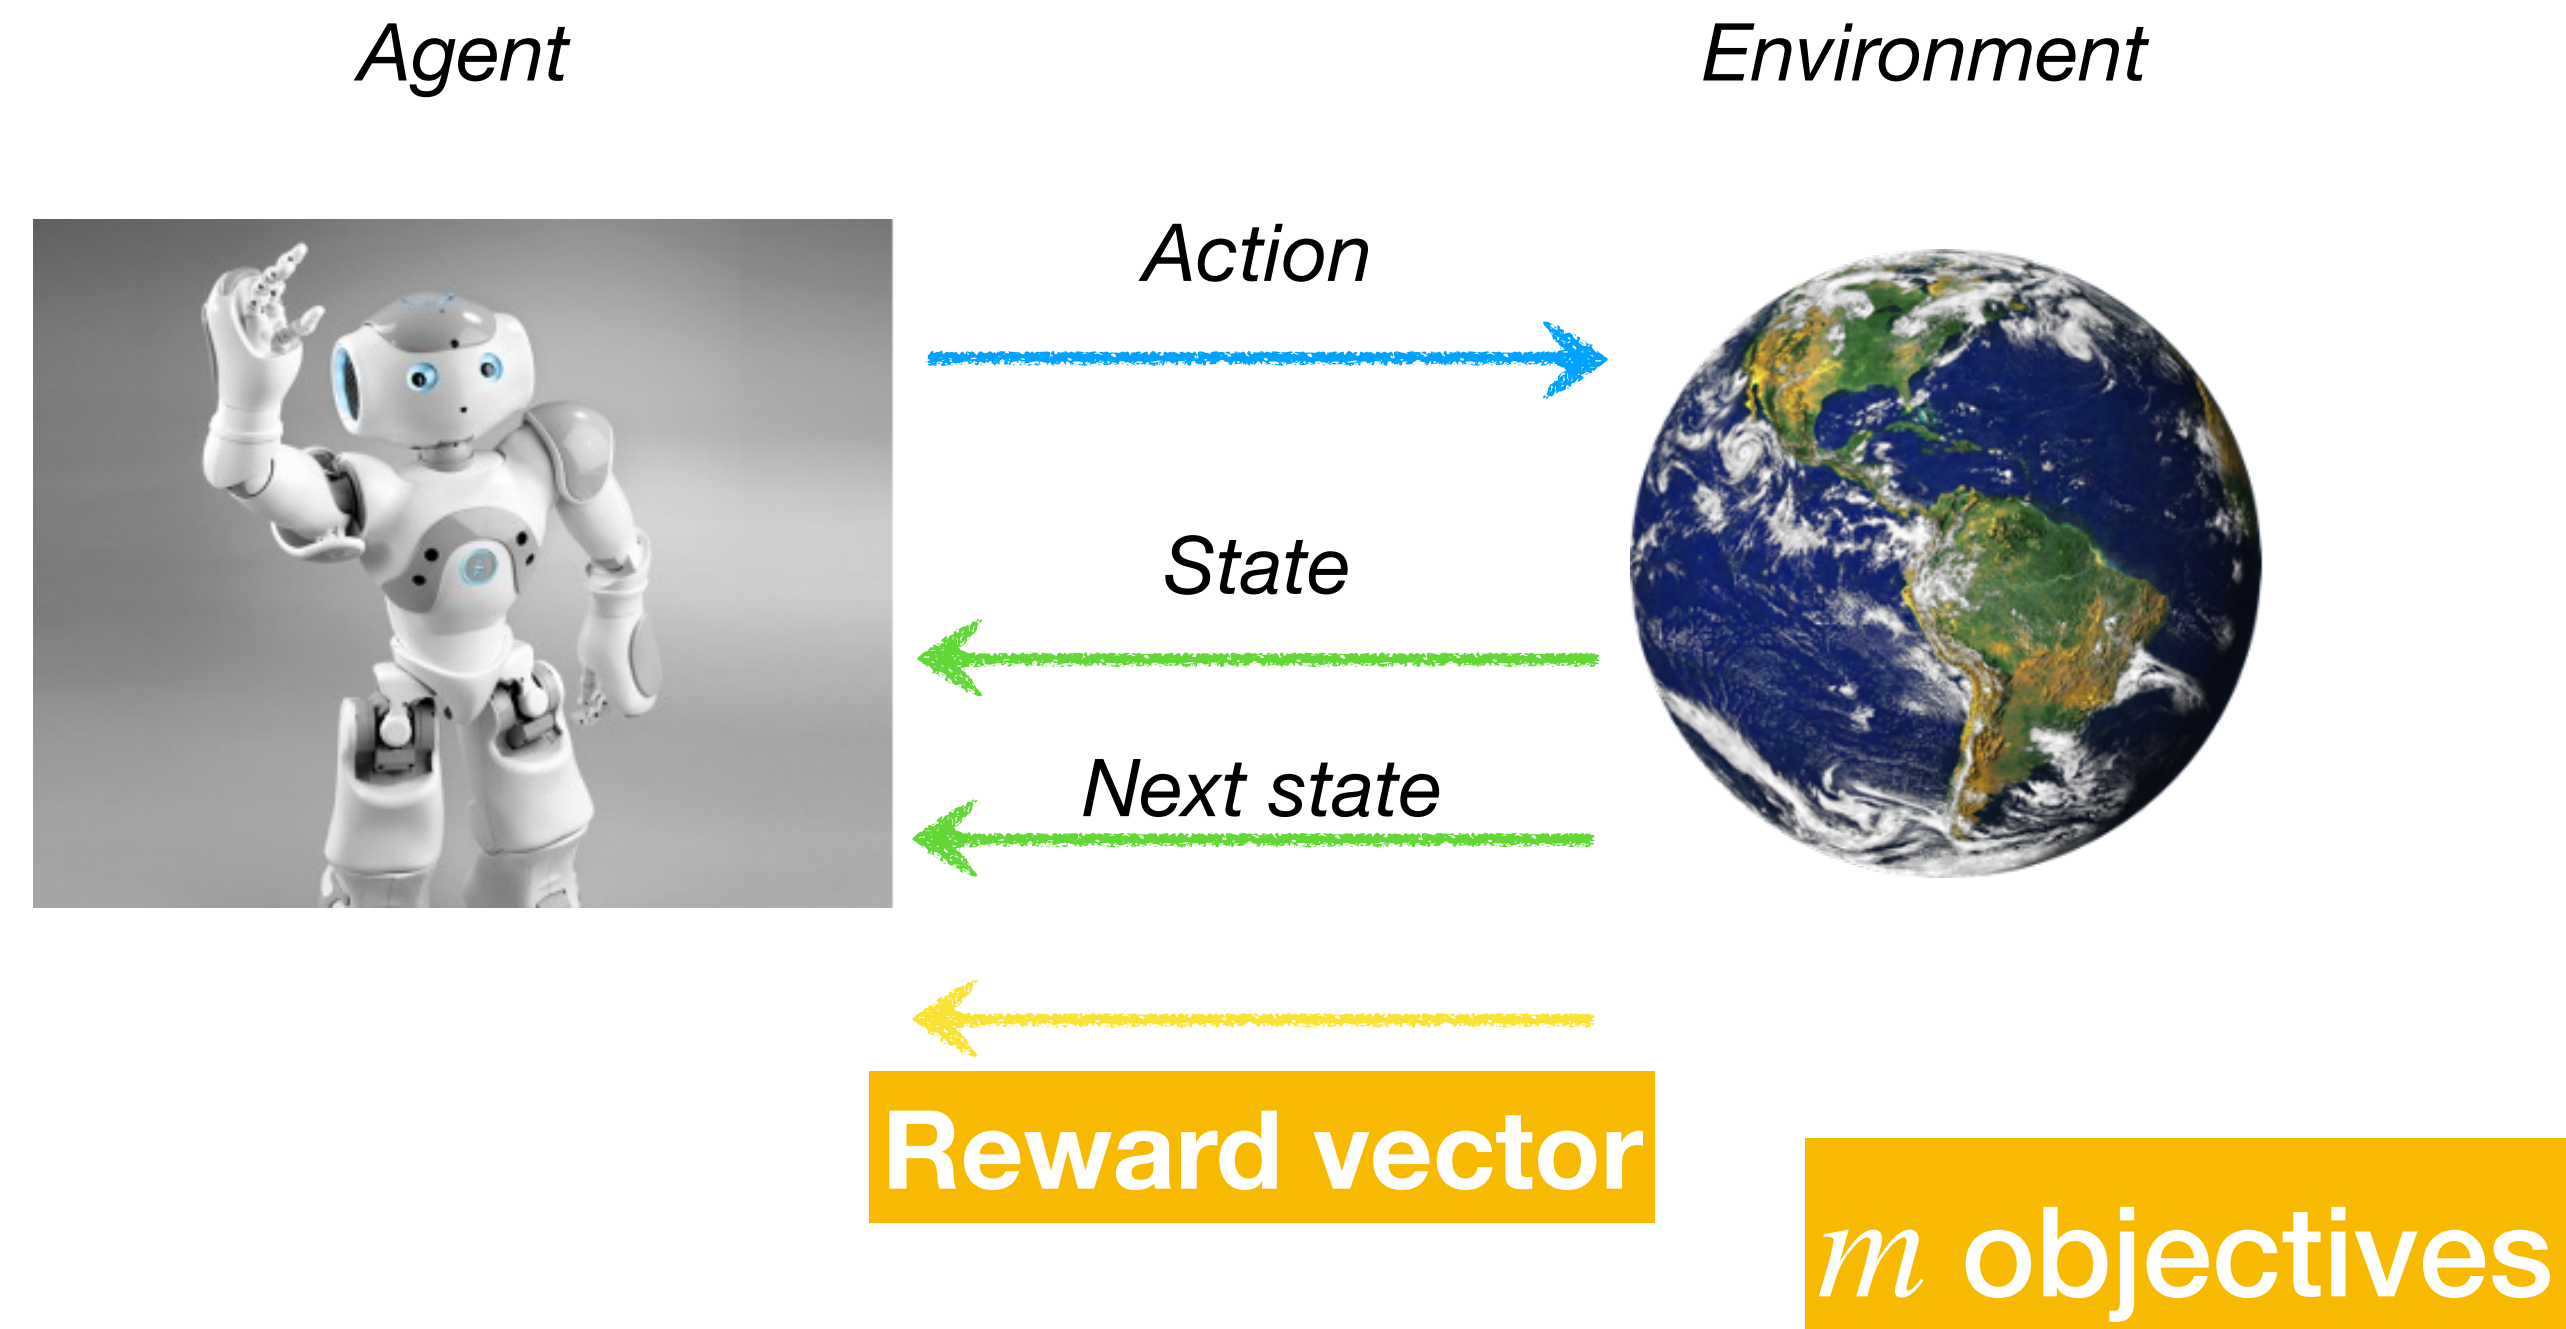 Agent
Environment
Action
State
Next state
Reward vector
m objectives